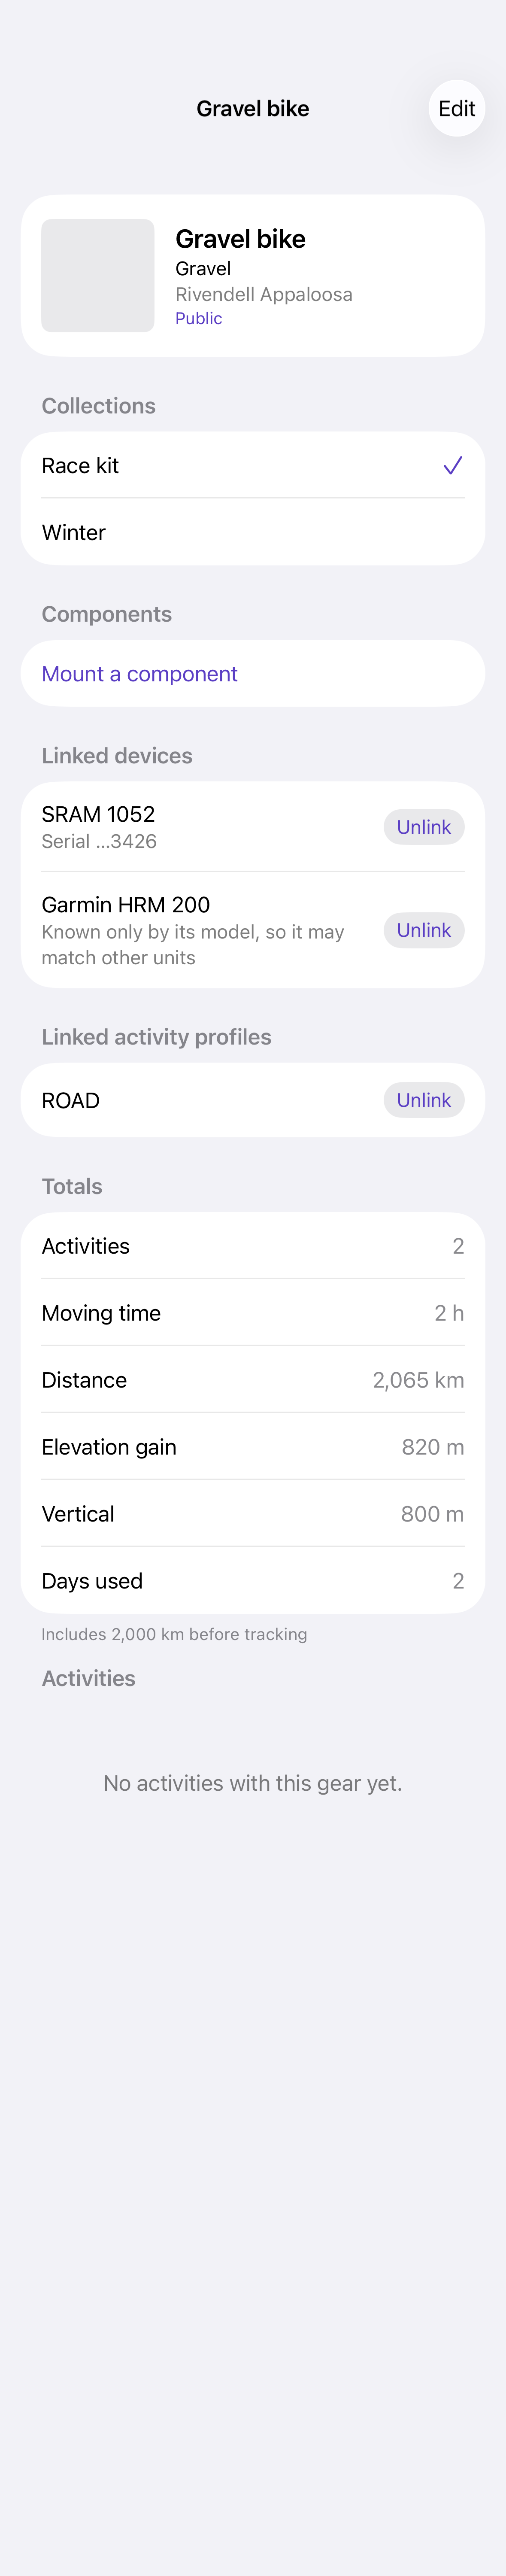 Gravel bike
Edit
Gravel bike
Gravel
Rivendell Appaloosa
Public
Collections
Race kit
Winter
Components
Mount a component
Linked devices
SRAM 1052
Serial …3426
Unlink
Garmin HRM 200
Known only by its model, so it may
match other units
Unlink
Linked activity profiles
ROAD
Unlink
Totals
Activities 2
Moving time 2 h
Distance 2,065 km
Elevation gain 820 m
Vertical 800 m
Days used 2
Includes 2,000 km before tracking
Activities
No activities with this gear yet.